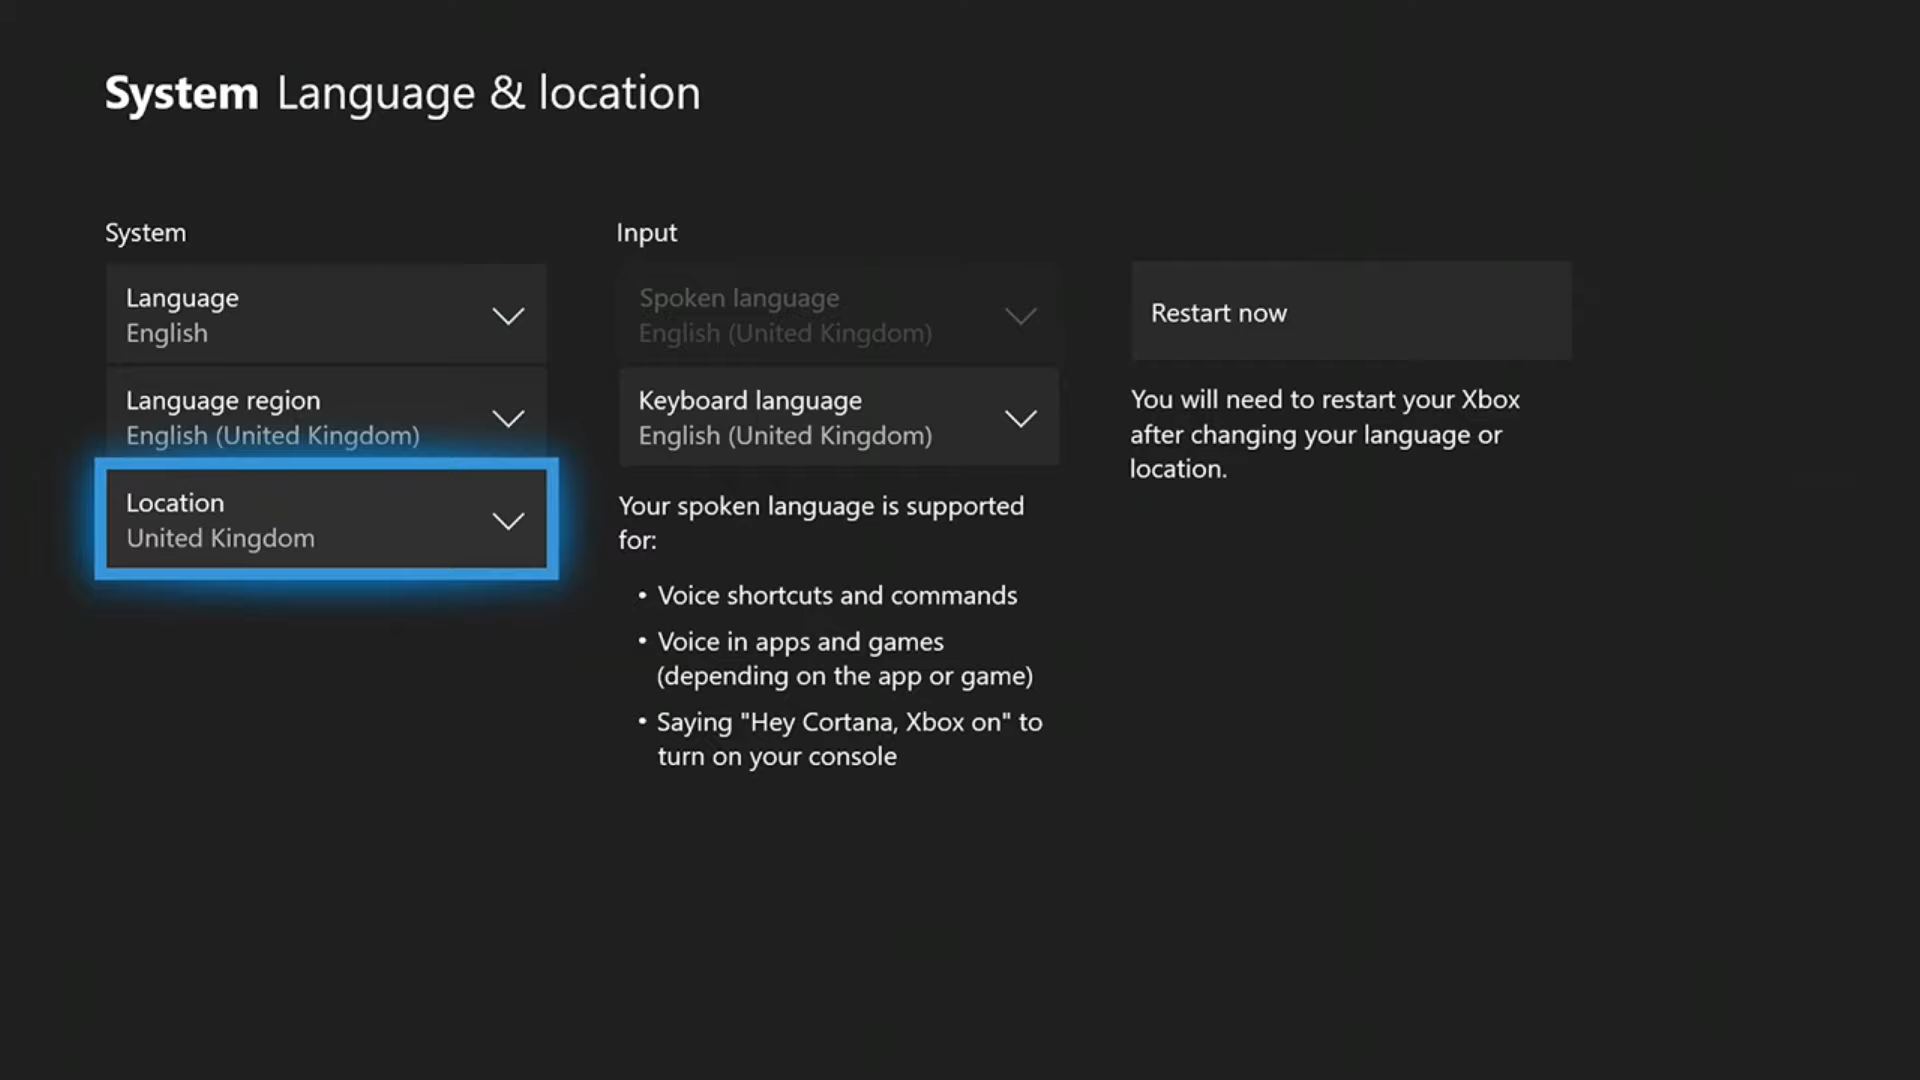 System Language & location
System
Language
English
Language region
English (United Kingdom)
Location
United Kingdom
Input
Spoken language
English (United Kingdom)
Keyboard language
English (United Kingdom)
Your spoken language is supported
for:
• Voice shortcuts and commands
• Voice in apps and games
(depending on the app or game)
• Saying "Hey Cortana, Xbox on" to
turn on your console
Restart now
You will need to restart your Xbox
after changing your language or
location.